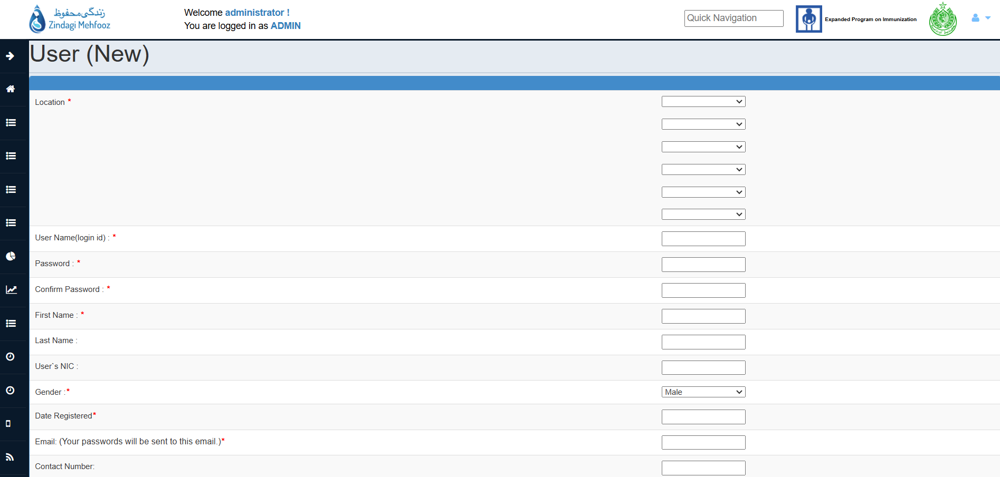 زندگی محفوظ
Zindagi Mehfooz
Welcome administrator !
You are logged in as ADMIN
Quick Navigation
Expanded Program on Immunization
User (New)
Location *
User Name(login id) : *
Password : *
Confirm Password : *
First Name : *
Last Name :
User`s NIC :
Gender :*
Male
Date Registered*
Email: (Your passwords will be sent to this email.)*
Contact Number: